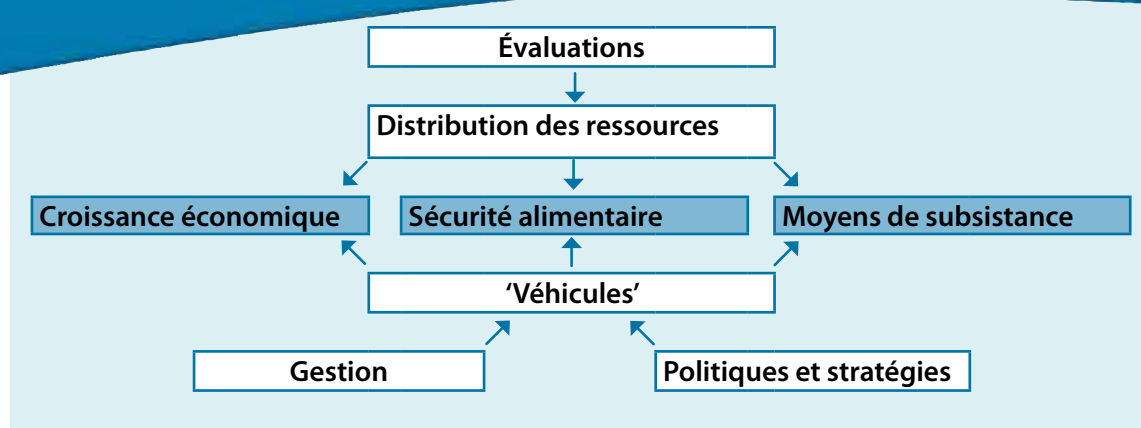 Évaluations
Distribution des ressources
Croissance économique
Sécurité alimentaire
Moyens de subsistance
‘Véhicules’
Gestion
Politiques et stratégies